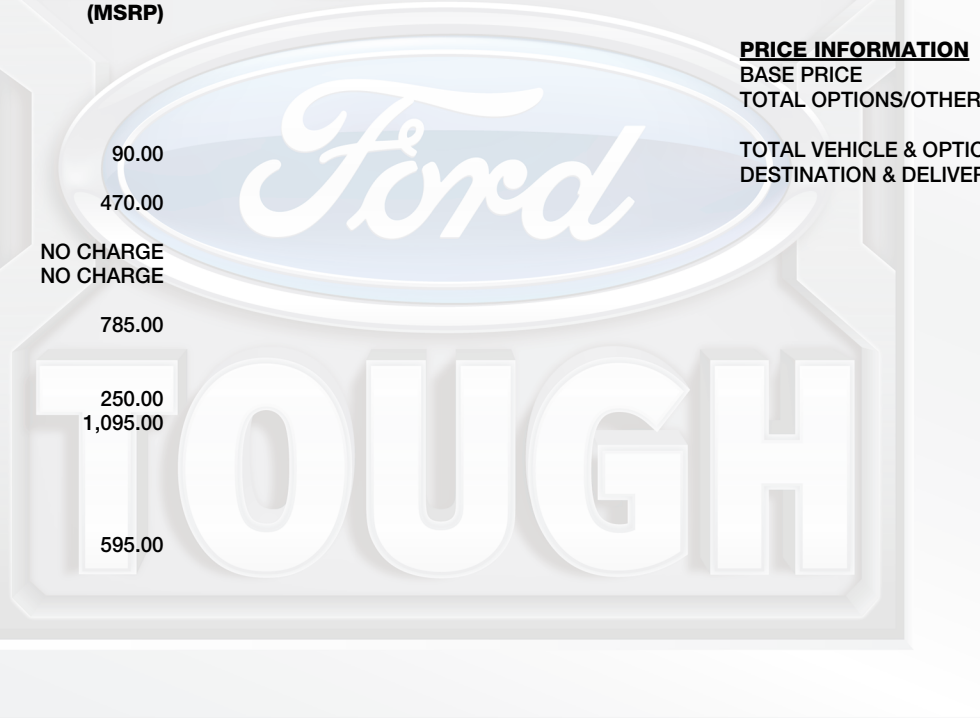 (MSRP)
90.00
470.00
NO CHARGE
NO CHARGE
785.00
250.00
1,095.00
595.00
PRICE INFORMATION
BASE PRICE
TOTAL OPTIONS/OTHER
TOTAL VEHICLE & OPTIO
DESTINATION & DELIVER
Ford
TOUGH